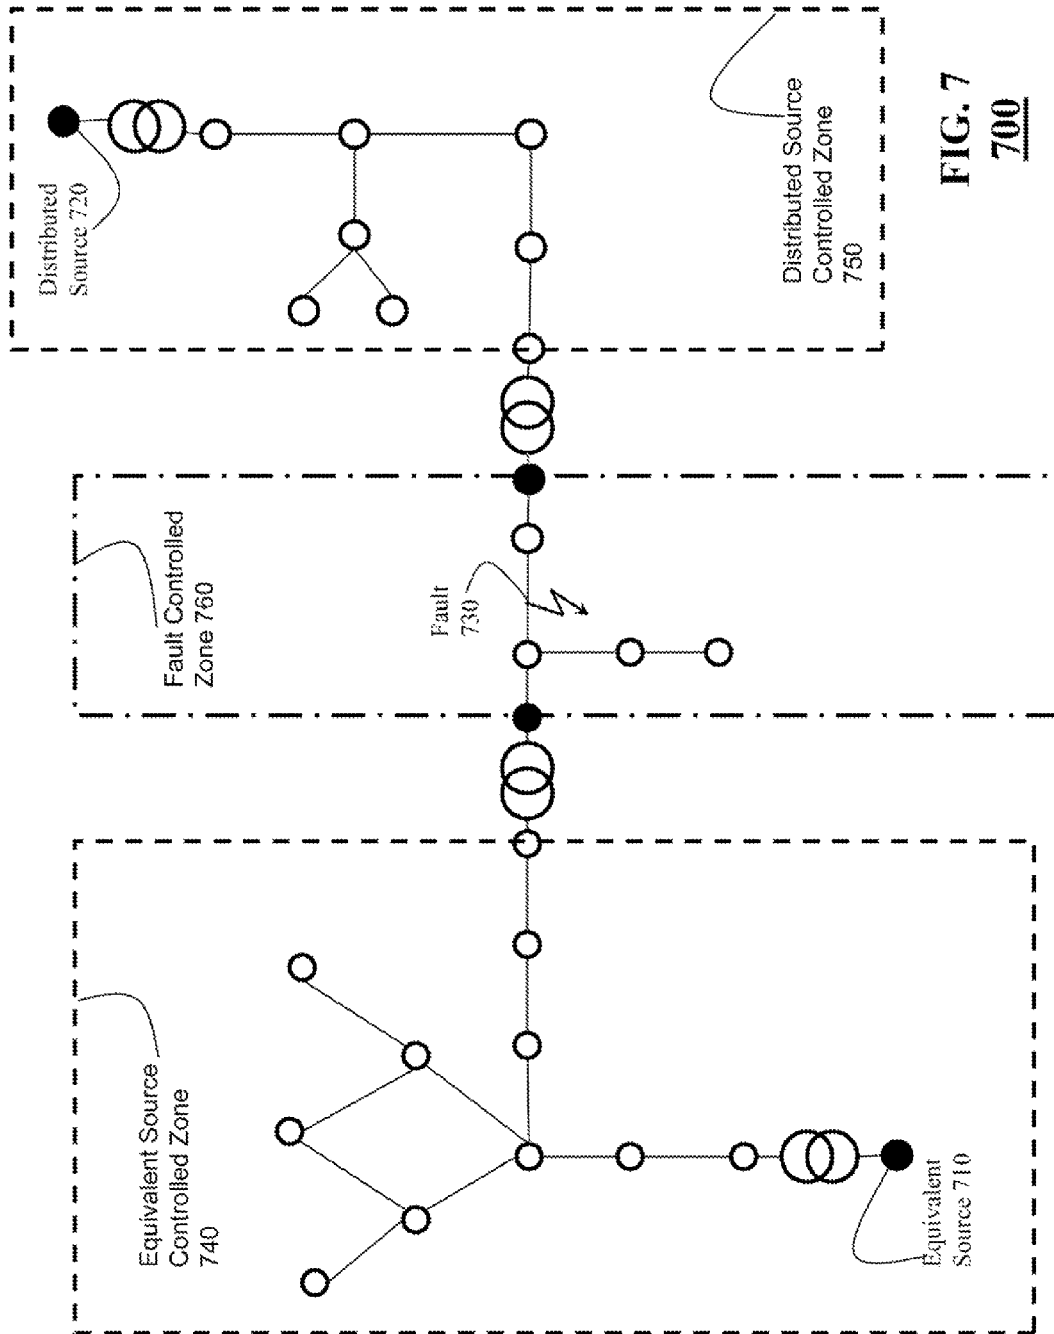 Distributed
Source 720
Distributed Source
Controlled Zone
750
Fault Controlled
Zone 760
Fault
730
Equivalent Source
Controlled Zone
740
Equivalent
Source 710
FIG. 7
700